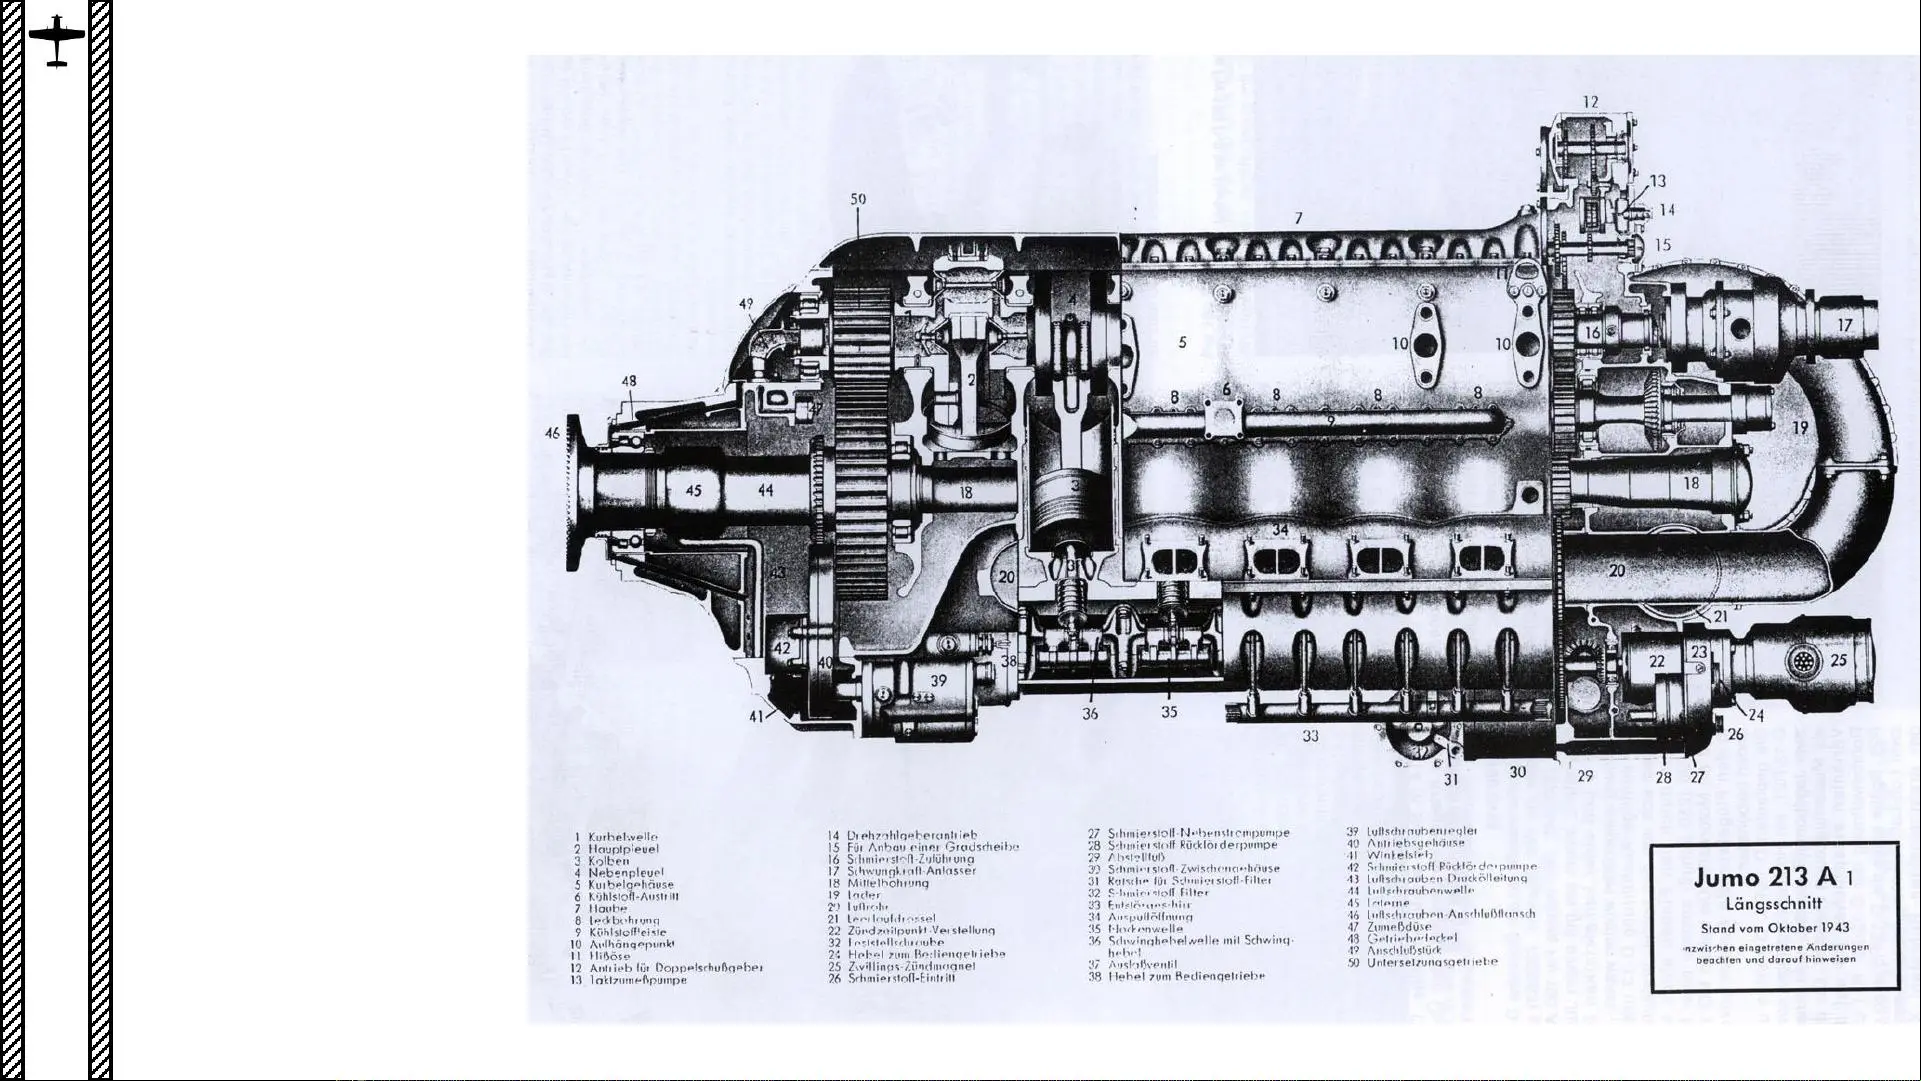 12
13
14
15
50
7
49
11
1
4
16
17
1
10
10
5
48
2
8
6
8
8
8
47
46
9
19
45
44
18
3
18
34
43
20
37
20
21
42
40
38
22
23
25
39
41
36
35
24
33
26
32
31
30
29
28
27
1 Kurbelwelle
2 Hauptpleuel
3 Kolben
4 Nebenpleuel
5 Kurbelgehäuse
6 Kühlstoff-Austritt
7 Haube
8 Leckbohrung
9 Kühlstoffleiste
10 Aufhängepunkt
11 Hißöse
12 Antrieb für Doppelschußgeber
13 Taktzumeßpumpe
14 Drehzahlgeberantrieb
15 Für Anbau einer Gradscheibe
16 Schmierstoff-Zuführung
17 Schwungkraft-Anlasser
18 Mittelbohrung
19 Lader
20 Luftrohr
21 Leerlaufdrossel
22 Zündzeitpunkt-Verstellung
32 Feststellschraube
24 Hebel zum Bediengetriebe
25 Zwillings-Zündmagnet
26 Schmierstoff-Eintritt
27 Schmierstoff-Nebenstrompumpe
28 Schmierstoff Rückförderpumpe
29 Abstellfuß
30 Schmierstoff-Zwischengehäuse
31 Ratsche für Schmierstoff-Filter
32 Schmierstoff Filter
33 Entstörgeschirr
34 Auspufföffnung
35 Nockenwelle
36 Schwinghebelwelle mit Schwing-
hebel
37 Auslaßventil
38 Hebel zum Bediengetriebe
39 Luftschraubenregler
40 Antriebsgehäuse
41 Winkelsieb
42 Schmierstoff-Rückförderpumpe
43 Luftschrauben Druckölleitung
44 Luftschraubenwelle
45 Laterne
46 Luftschrauben-Anschlußflansch
47 Zumeßdüse
48 Getriebedeckel
49 Anschlußstück
50 Untersetzungsgetriebe
Jumo 213 A 1
Längsschnitt
Stand vom Oktober 1943
inzwischen eingetretene Änderungen
beachten und darauf hinweisen